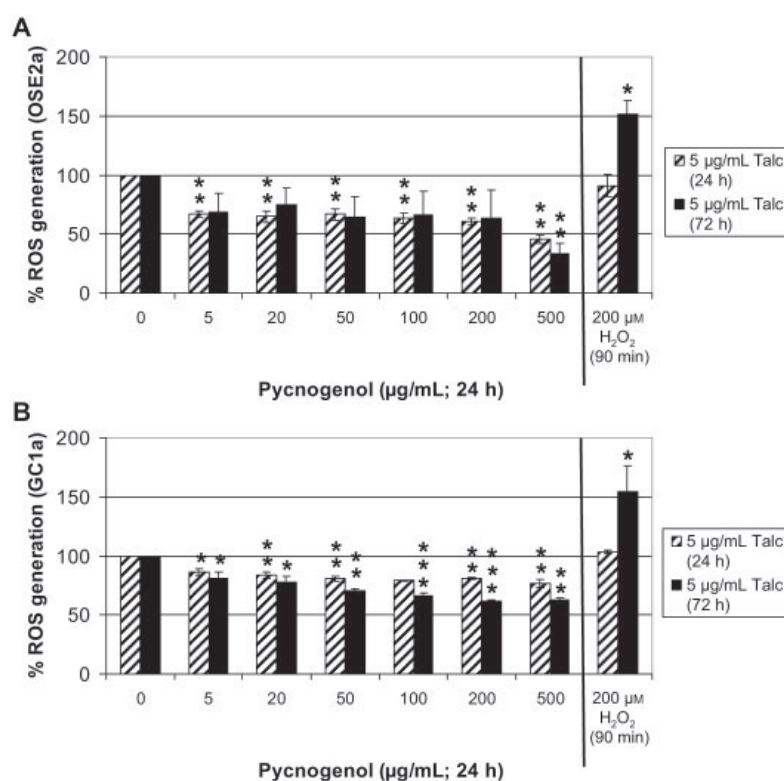 A
% ROS generation (OSE2a)
200
150
100
50
0
** ** ** ** ** ** ** *
0 5 20 50 100 200 500 200 µM
H₂O₂
(90 min)
Pycnogenol (µg/mL; 24 h)
5 µg/mL Talc
(24 h)
5 µg/mL Talc
(72 h)
B
% ROS generation (GC1a)
200
150
100
50
0
* * ** * ** ** *** ** *** ** ** *
0 5 20 50 100 200 500 200 µM
H₂O₂
(90 min)
Pycnogenol (µg/mL; 24 h)
5 µg/mL Talc
(24 h)
5 µg/mL Talc
(72 h)